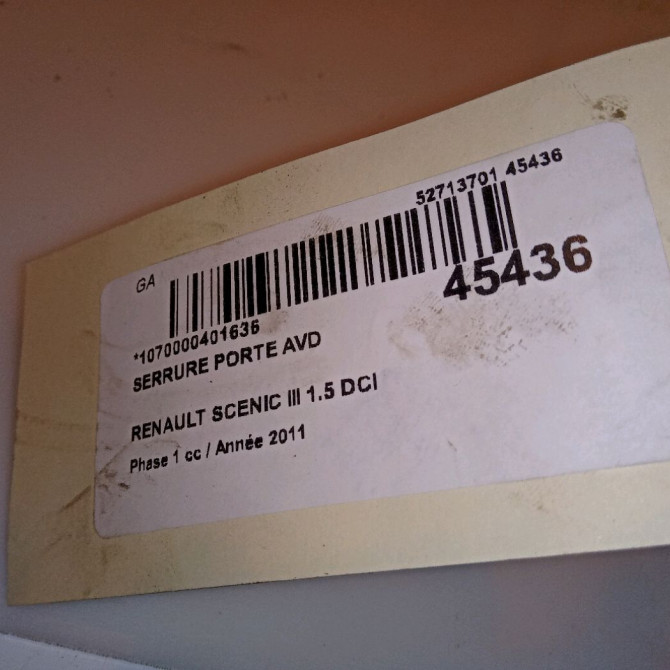 52713701 45436
GA
45436
*1070000401636
SERRURE PORTE AVD
RENAULT SCENIC III 1.5 DCI
Phase 1 cc / Année 2011